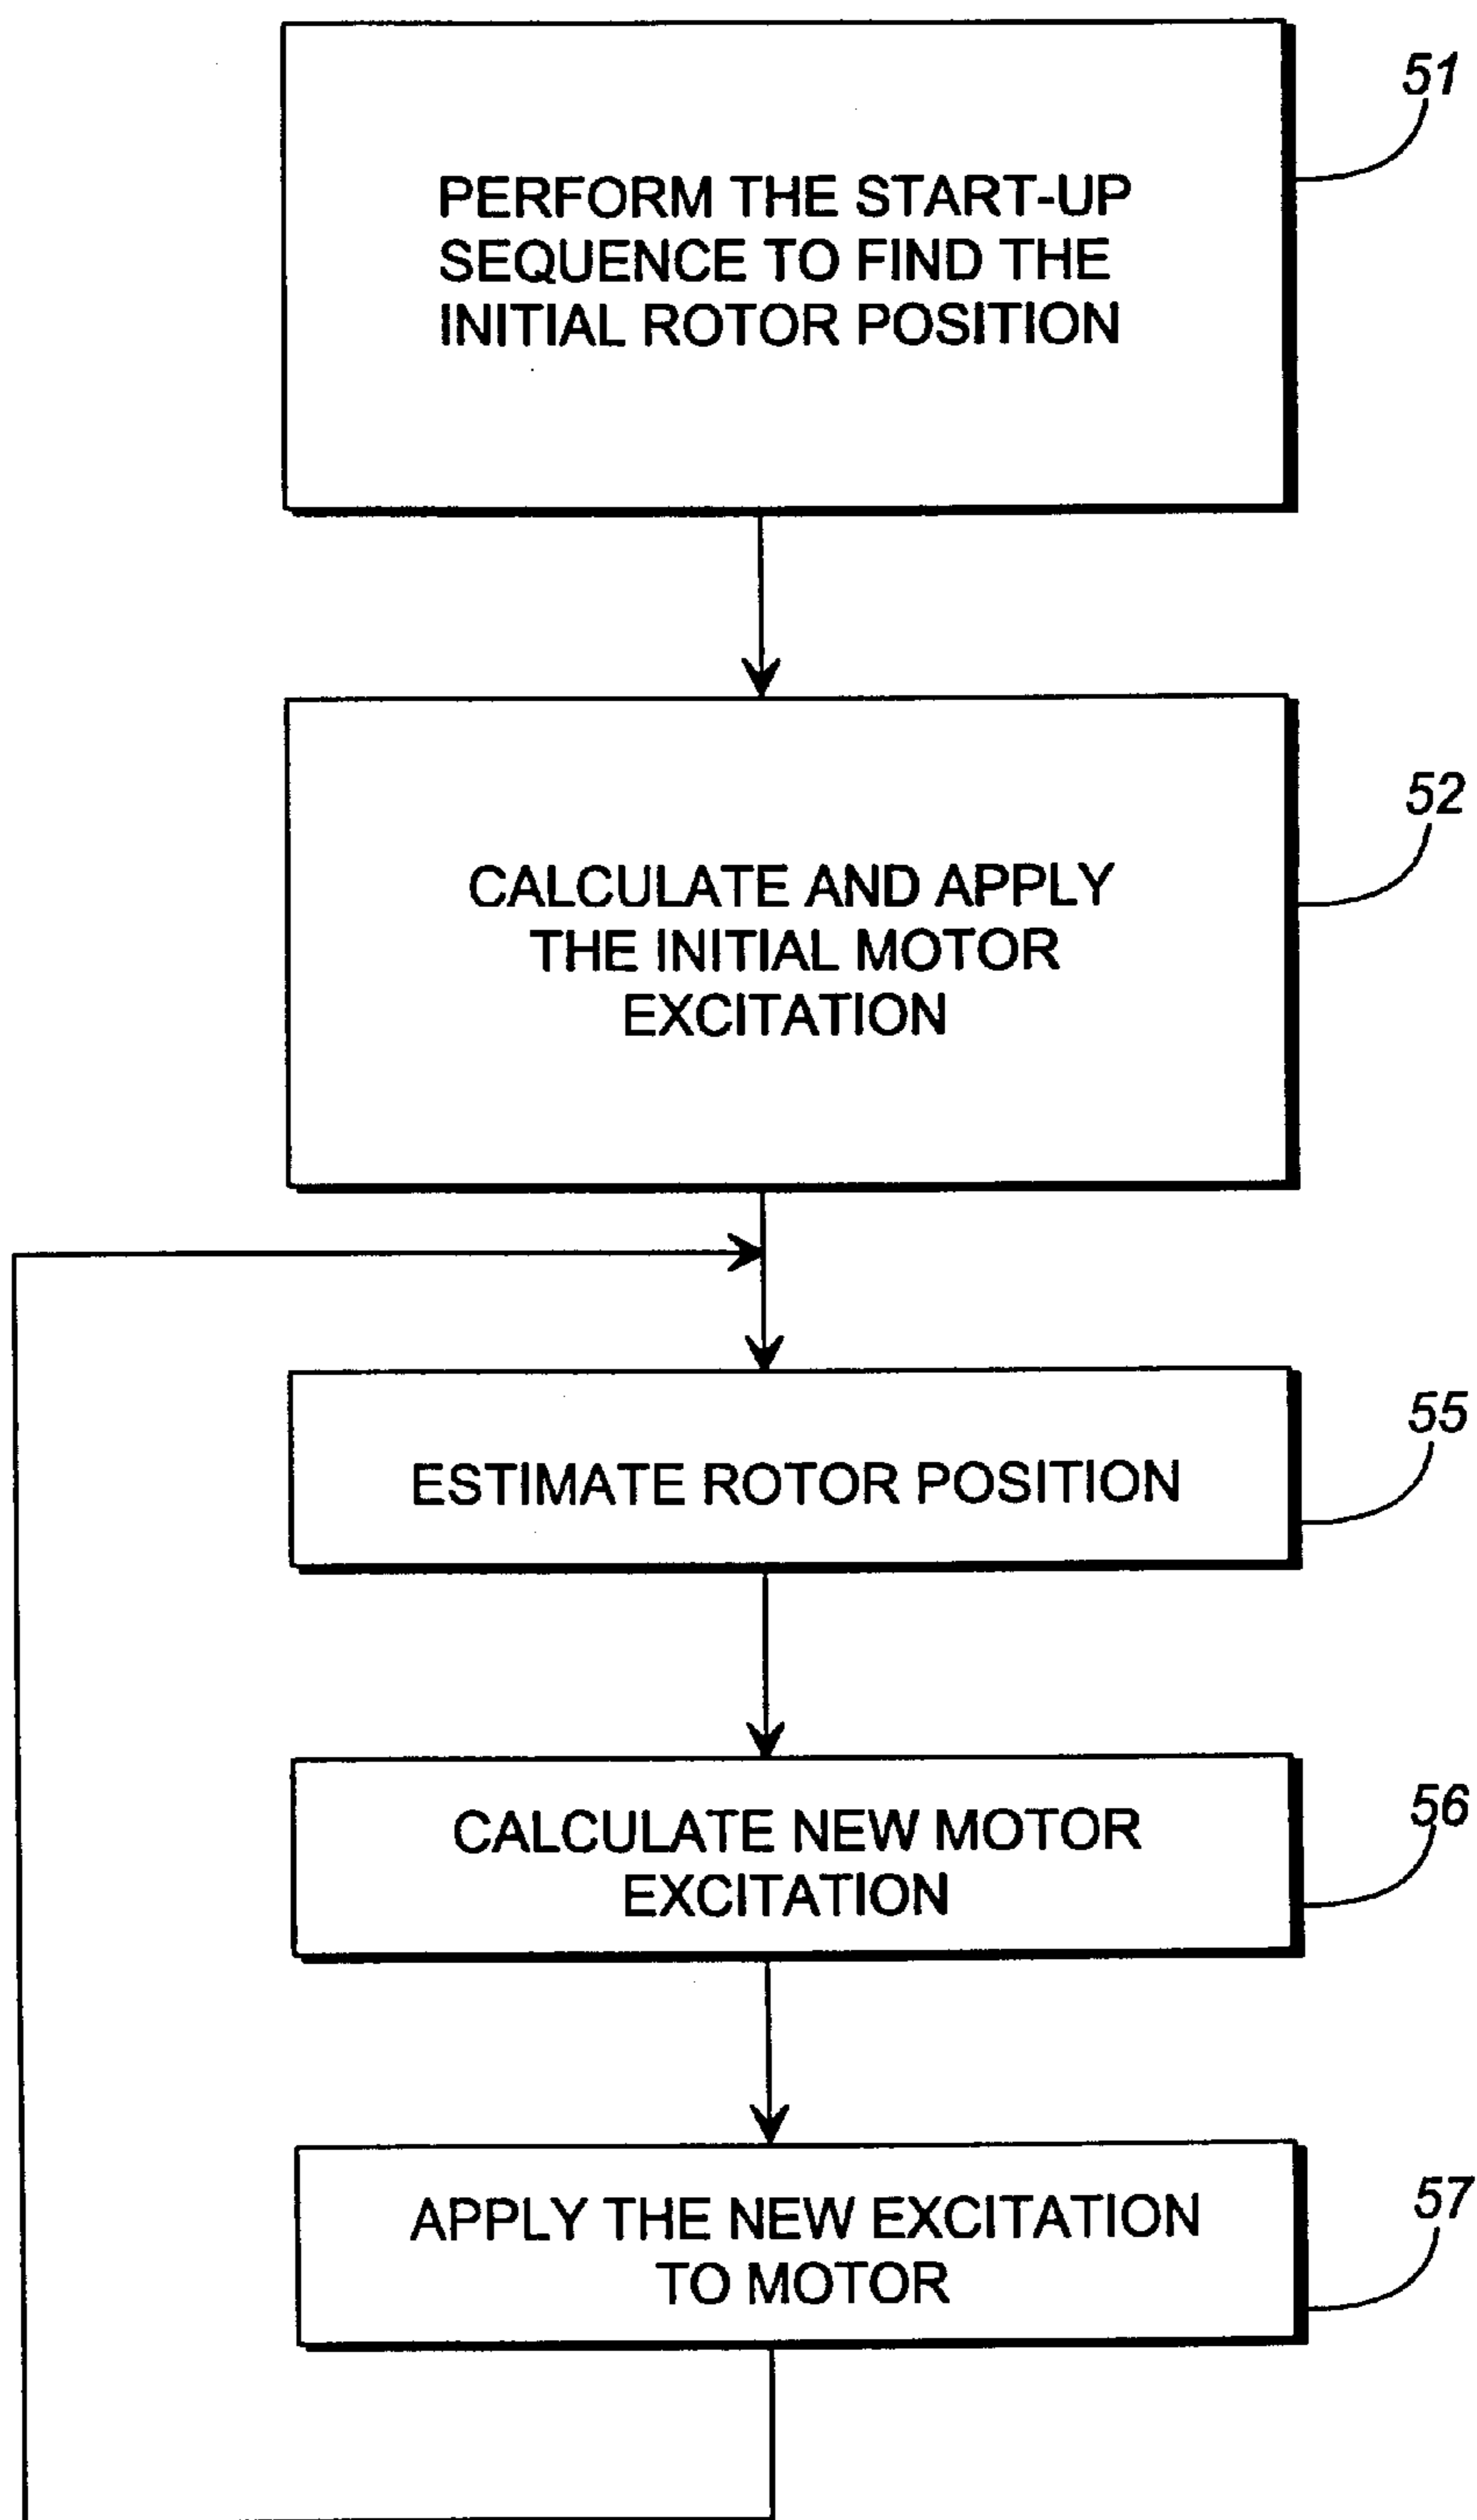 51
PERFORM THE START-UP
SEQUENCE TO FIND THE
INITIAL ROTOR POSITION
52
CALCULATE AND APPLY
THE INITIAL MOTOR
EXCITATION
55
ESTIMATE ROTOR POSITION
56
CALCULATE NEW MOTOR
EXCITATION
57
APPLY THE NEW EXCITATION
TO MOTOR